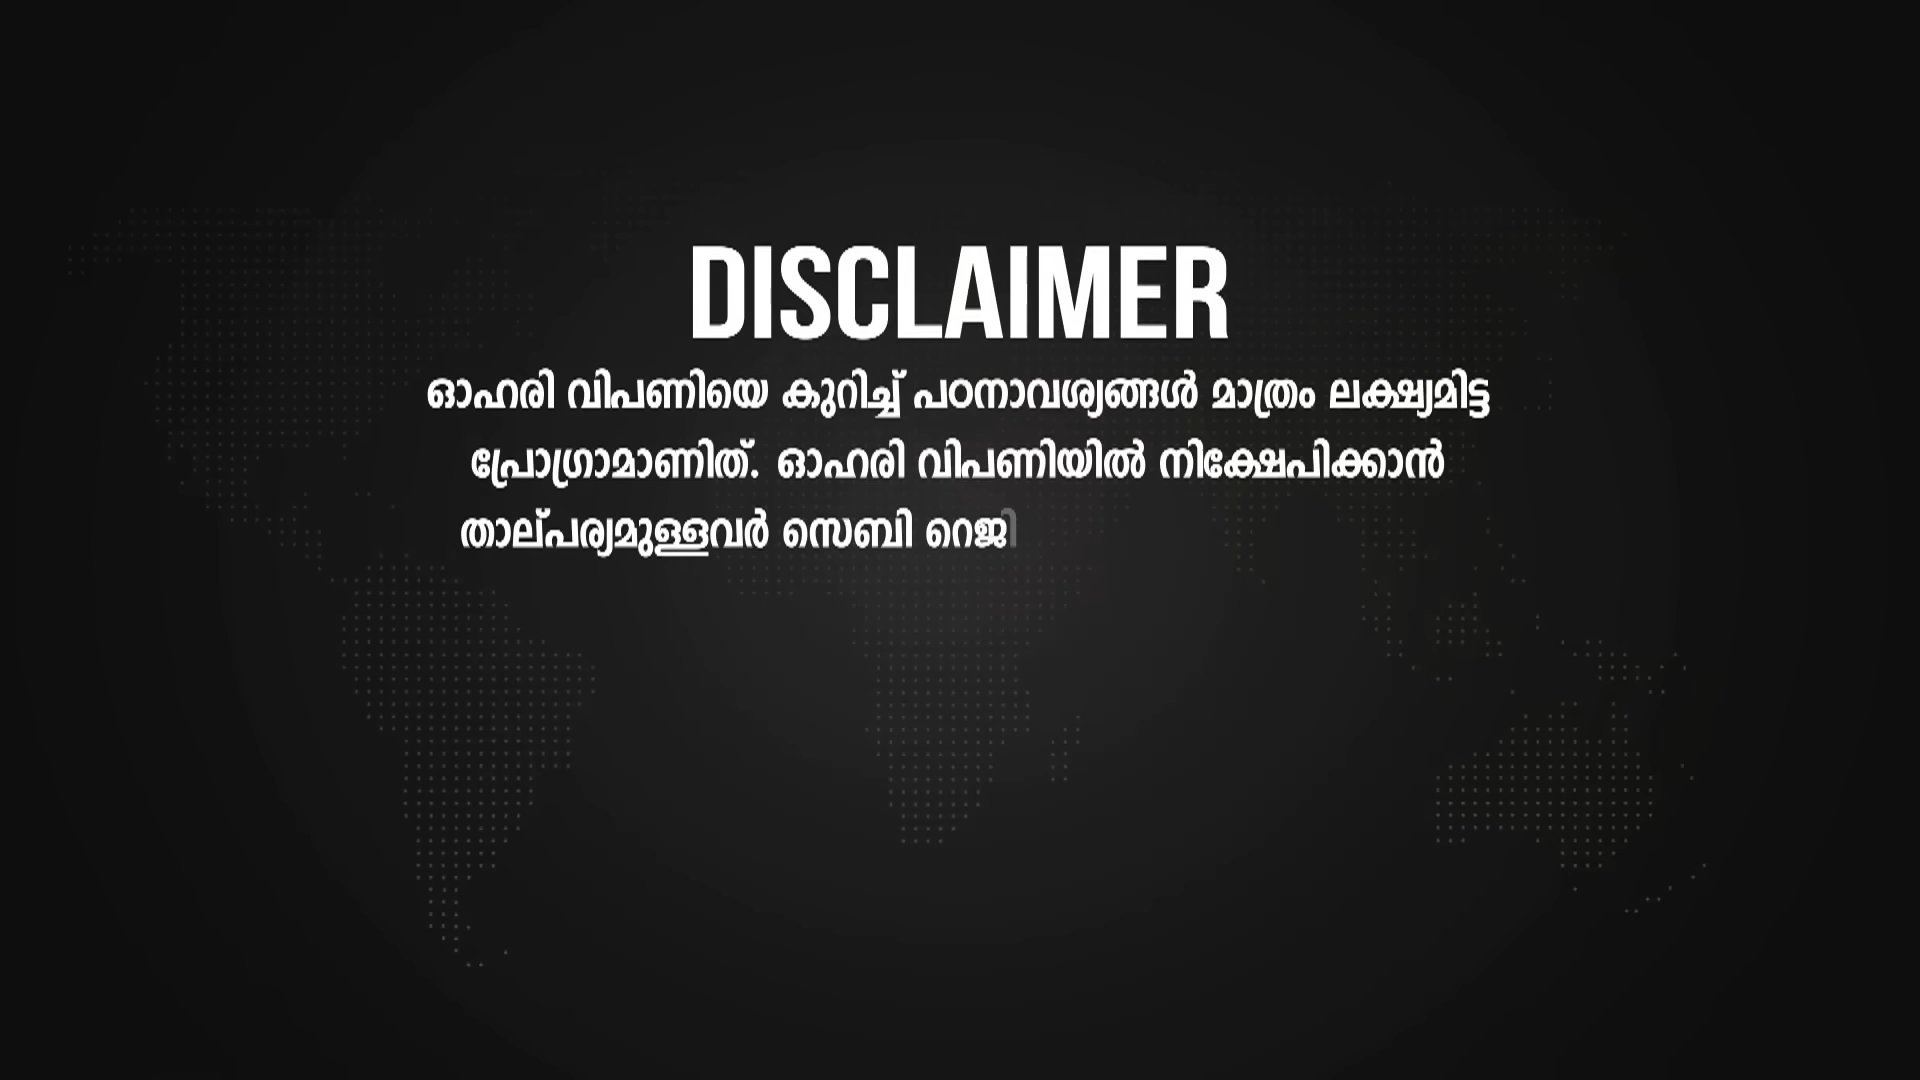 DISCLAIMER
ഓഹരി വിപണിയെ കുറിച്ച് പഠനാവശ്യങ്ങൾ മാത്രം ലക്ഷ്യമിട്ട
പ്രോഗ്രാമാണിത്. ഓഹരി വിപണിയിൽ നിക്ഷേപിക്കാൻ
താല്പര്യമുള്ളവർ സെബി റെജി